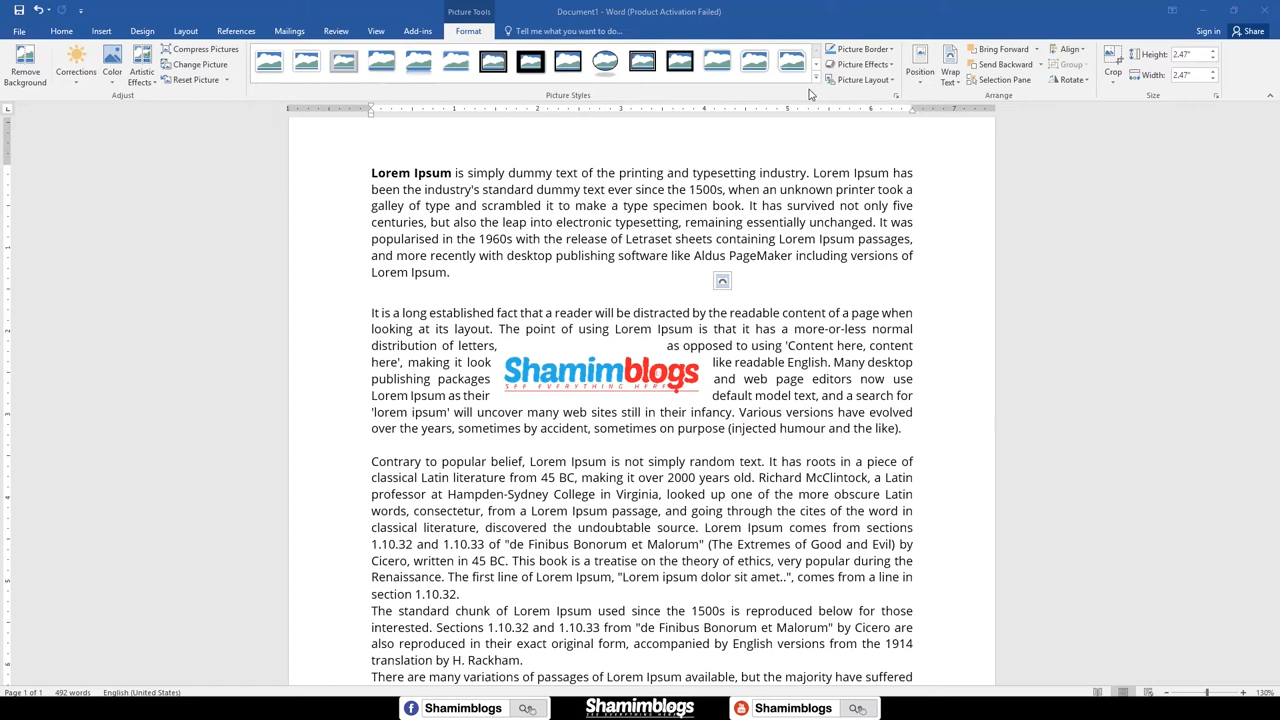 Picture Tools
Document1 - Word (Product Activation Failed)
File
Home
Insert
Design
Layout
References
Mailings
Review
View
Add-ins
Format
Tell me what you want to do...
Sign in
Share
Remove Background
Corrections
Color
Artistic Effects
Compress Pictures
Change Picture
Reset Picture
Adjust
Picture Styles
Picture Border
Picture Effects
Picture Layout
Position
Wrap Text
Bring Forward
Send Backward
Selection Pane
Align
Group
Rotate
Arrange
Crop
Height: 2.47"
Width: 2.47"
Size
1 1 2 3 4 5 6 7
Lorem Ipsum is simply dummy text of the printing and typesetting industry. Lorem Ipsum has
been the industry's standard dummy text ever since the 1500s, when an unknown printer took a
galley of type and scrambled it to make a type specimen book. It has survived not only five
centuries, but also the leap into electronic typesetting, remaining essentially unchanged. It was
popularised in the 1960s with the release of Letraset sheets containing Lorem Ipsum passages,
and more recently with desktop publishing software like Aldus PageMaker including versions of
Lorem Ipsum.
It is a long established fact that a reader will be distracted by the readable content of a page when
looking at its layout. The point of using Lorem Ipsum is that it has a more-or-less normal
distribution of letters, as opposed to using 'Content here, content
here', making it look like readable English. Many desktop
publishing packages and web page editors now use
Lorem Ipsum as their default model text, and a search for
'lorem ipsum' will uncover many web sites still in their infancy. Various versions have evolved
over the years, sometimes by accident, sometimes on purpose (injected humour and the like).
Shamimblogs
SEE EVERYTHING HERE
Contrary to popular belief, Lorem Ipsum is not simply random text. It has roots in a piece of
classical Latin literature from 45 BC, making it over 2000 years old. Richard McClintock, a Latin
professor at Hampden-Sydney College in Virginia, looked up one of the more obscure Latin
words, consectetur, from a Lorem Ipsum passage, and going through the cites of the word in
classical literature, discovered the undoubtable source. Lorem Ipsum comes from sections
1.10.32 and 1.10.33 of "de Finibus Bonorum et Malorum" (The Extremes of Good and Evil) by
Cicero, written in 45 BC. This book is a treatise on the theory of ethics, very popular during the
Renaissance. The first line of Lorem Ipsum, "Lorem ipsum dolor sit amet..", comes from a line in
section 1.10.32.
The standard chunk of Lorem Ipsum used since the 1500s is reproduced below for those
interested. Sections 1.10.32 and 1.10.33 from "de Finibus Bonorum et Malorum" by Cicero are
also reproduced in their exact original form, accompanied by English versions from the 1914
translation by H. Rackham.
There are many variations of passages of Lorem Ipsum available, but the majority have suffered
Page 1 of 1
492 words
English (United States)
130%
Shamimblogs
Shamimblogs
SEE EVERYTHING HERE
Shamimblogs